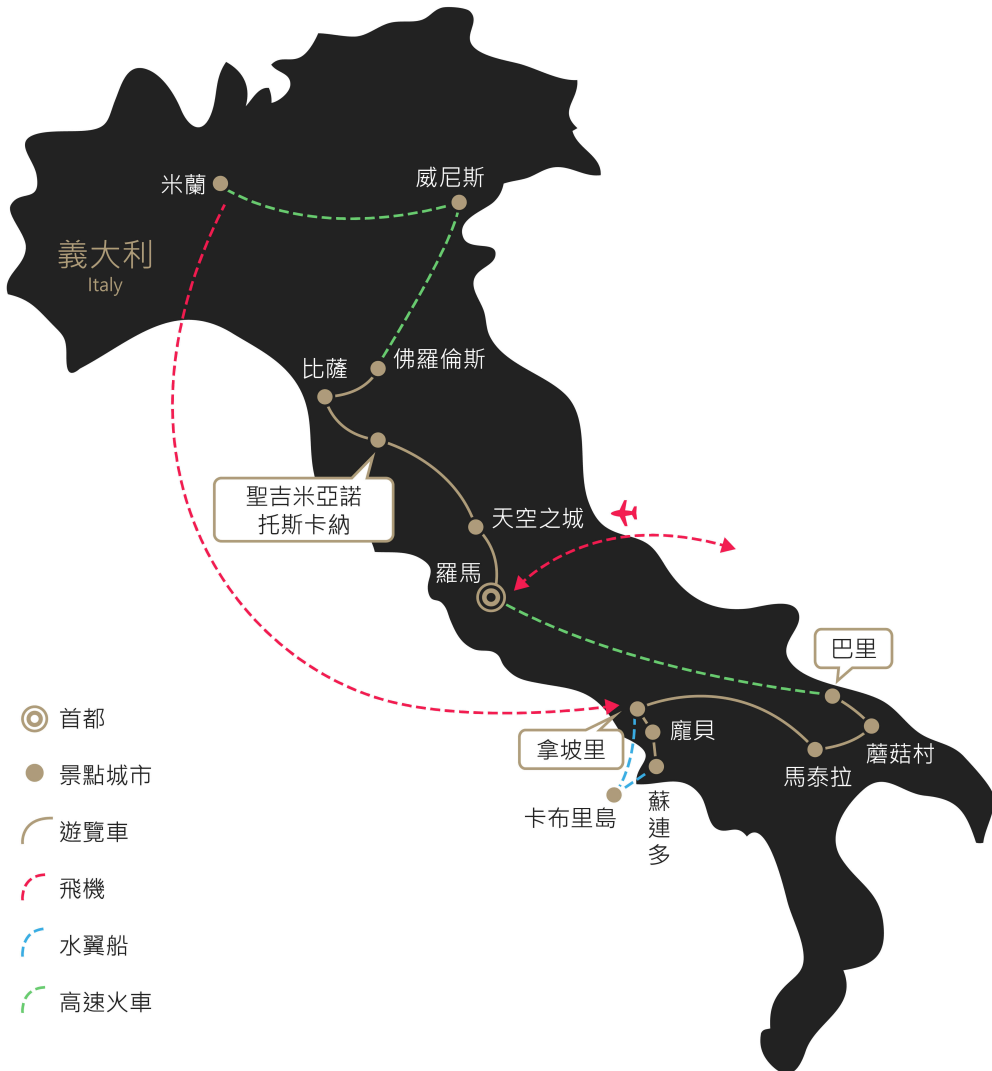 米蘭
威尼斯
義大利
Italy
比薩
佛羅倫斯
聖吉米亞諾
托斯卡納
天空之城
羅馬
巴里
拿坡里
龐貝
蘑菇村
馬泰拉
卡布里島
蘇連多
首都
景點城市
遊覽車
飛機
水翼船
高速火車